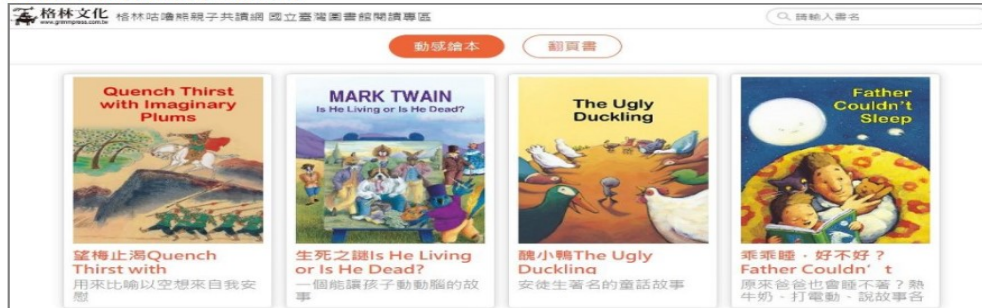 格林文化 格林咕嚕熊親子共讀網 國立臺灣圖書館閱讀專區
www.grimmpress.com.tw
請輸入書名
動感繪本
翻頁書
Quench Thirst
with Imaginary
Plums
望梅止渴Quench
Thirst with
用來比喻以空想來自我安
慰
MARK TWAIN
Is He Living or Is He Dead?
生死之謎Is He Living
or Is He Dead?
一個能讓孩子動動腦的故
事
The Ugly
Duckling
醜小鴨The Ugly
Duckling
安徒生著名的童話故事
Father
Couldn't
Sleep
乖乖睡，好不好？
Father Couldn't
原來爸爸也會睡不著？熱
牛奶、打電動、說故事各